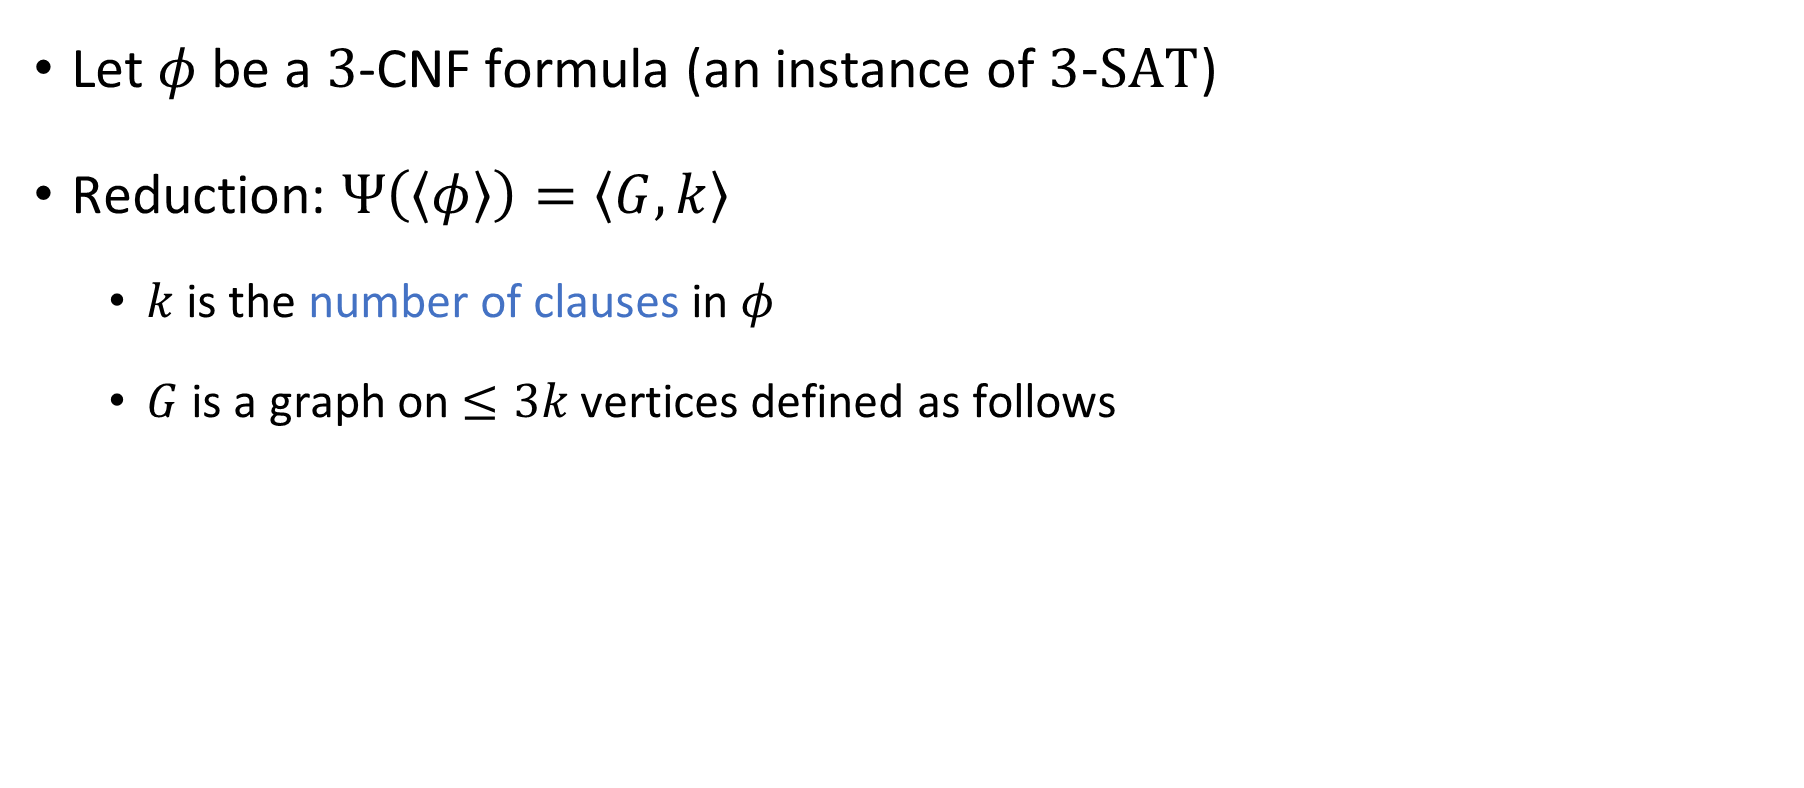 • Let 𝜙 be a 3-CNF formula (an instance of 3-SAT)
• Reduction: Ψ(⟨𝜙⟩) = ⟨𝐺, 𝑘⟩
• 𝑘 is the number of clauses in 𝜙
• 𝐺 is a graph on ≤ 3𝑘 vertices defined as follows